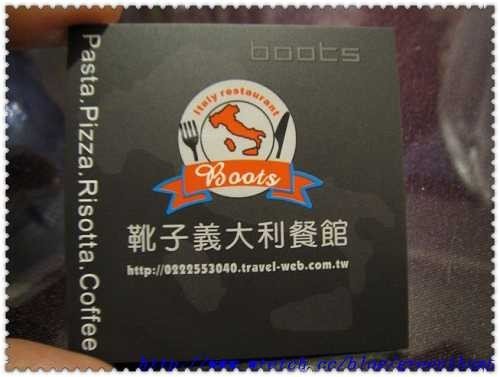 boots
Pasta,Pizza,Risotta,Coffee
Italy restaurant
Boots
靴子義大利餐館
http://0222553040.travel-web.com.tw